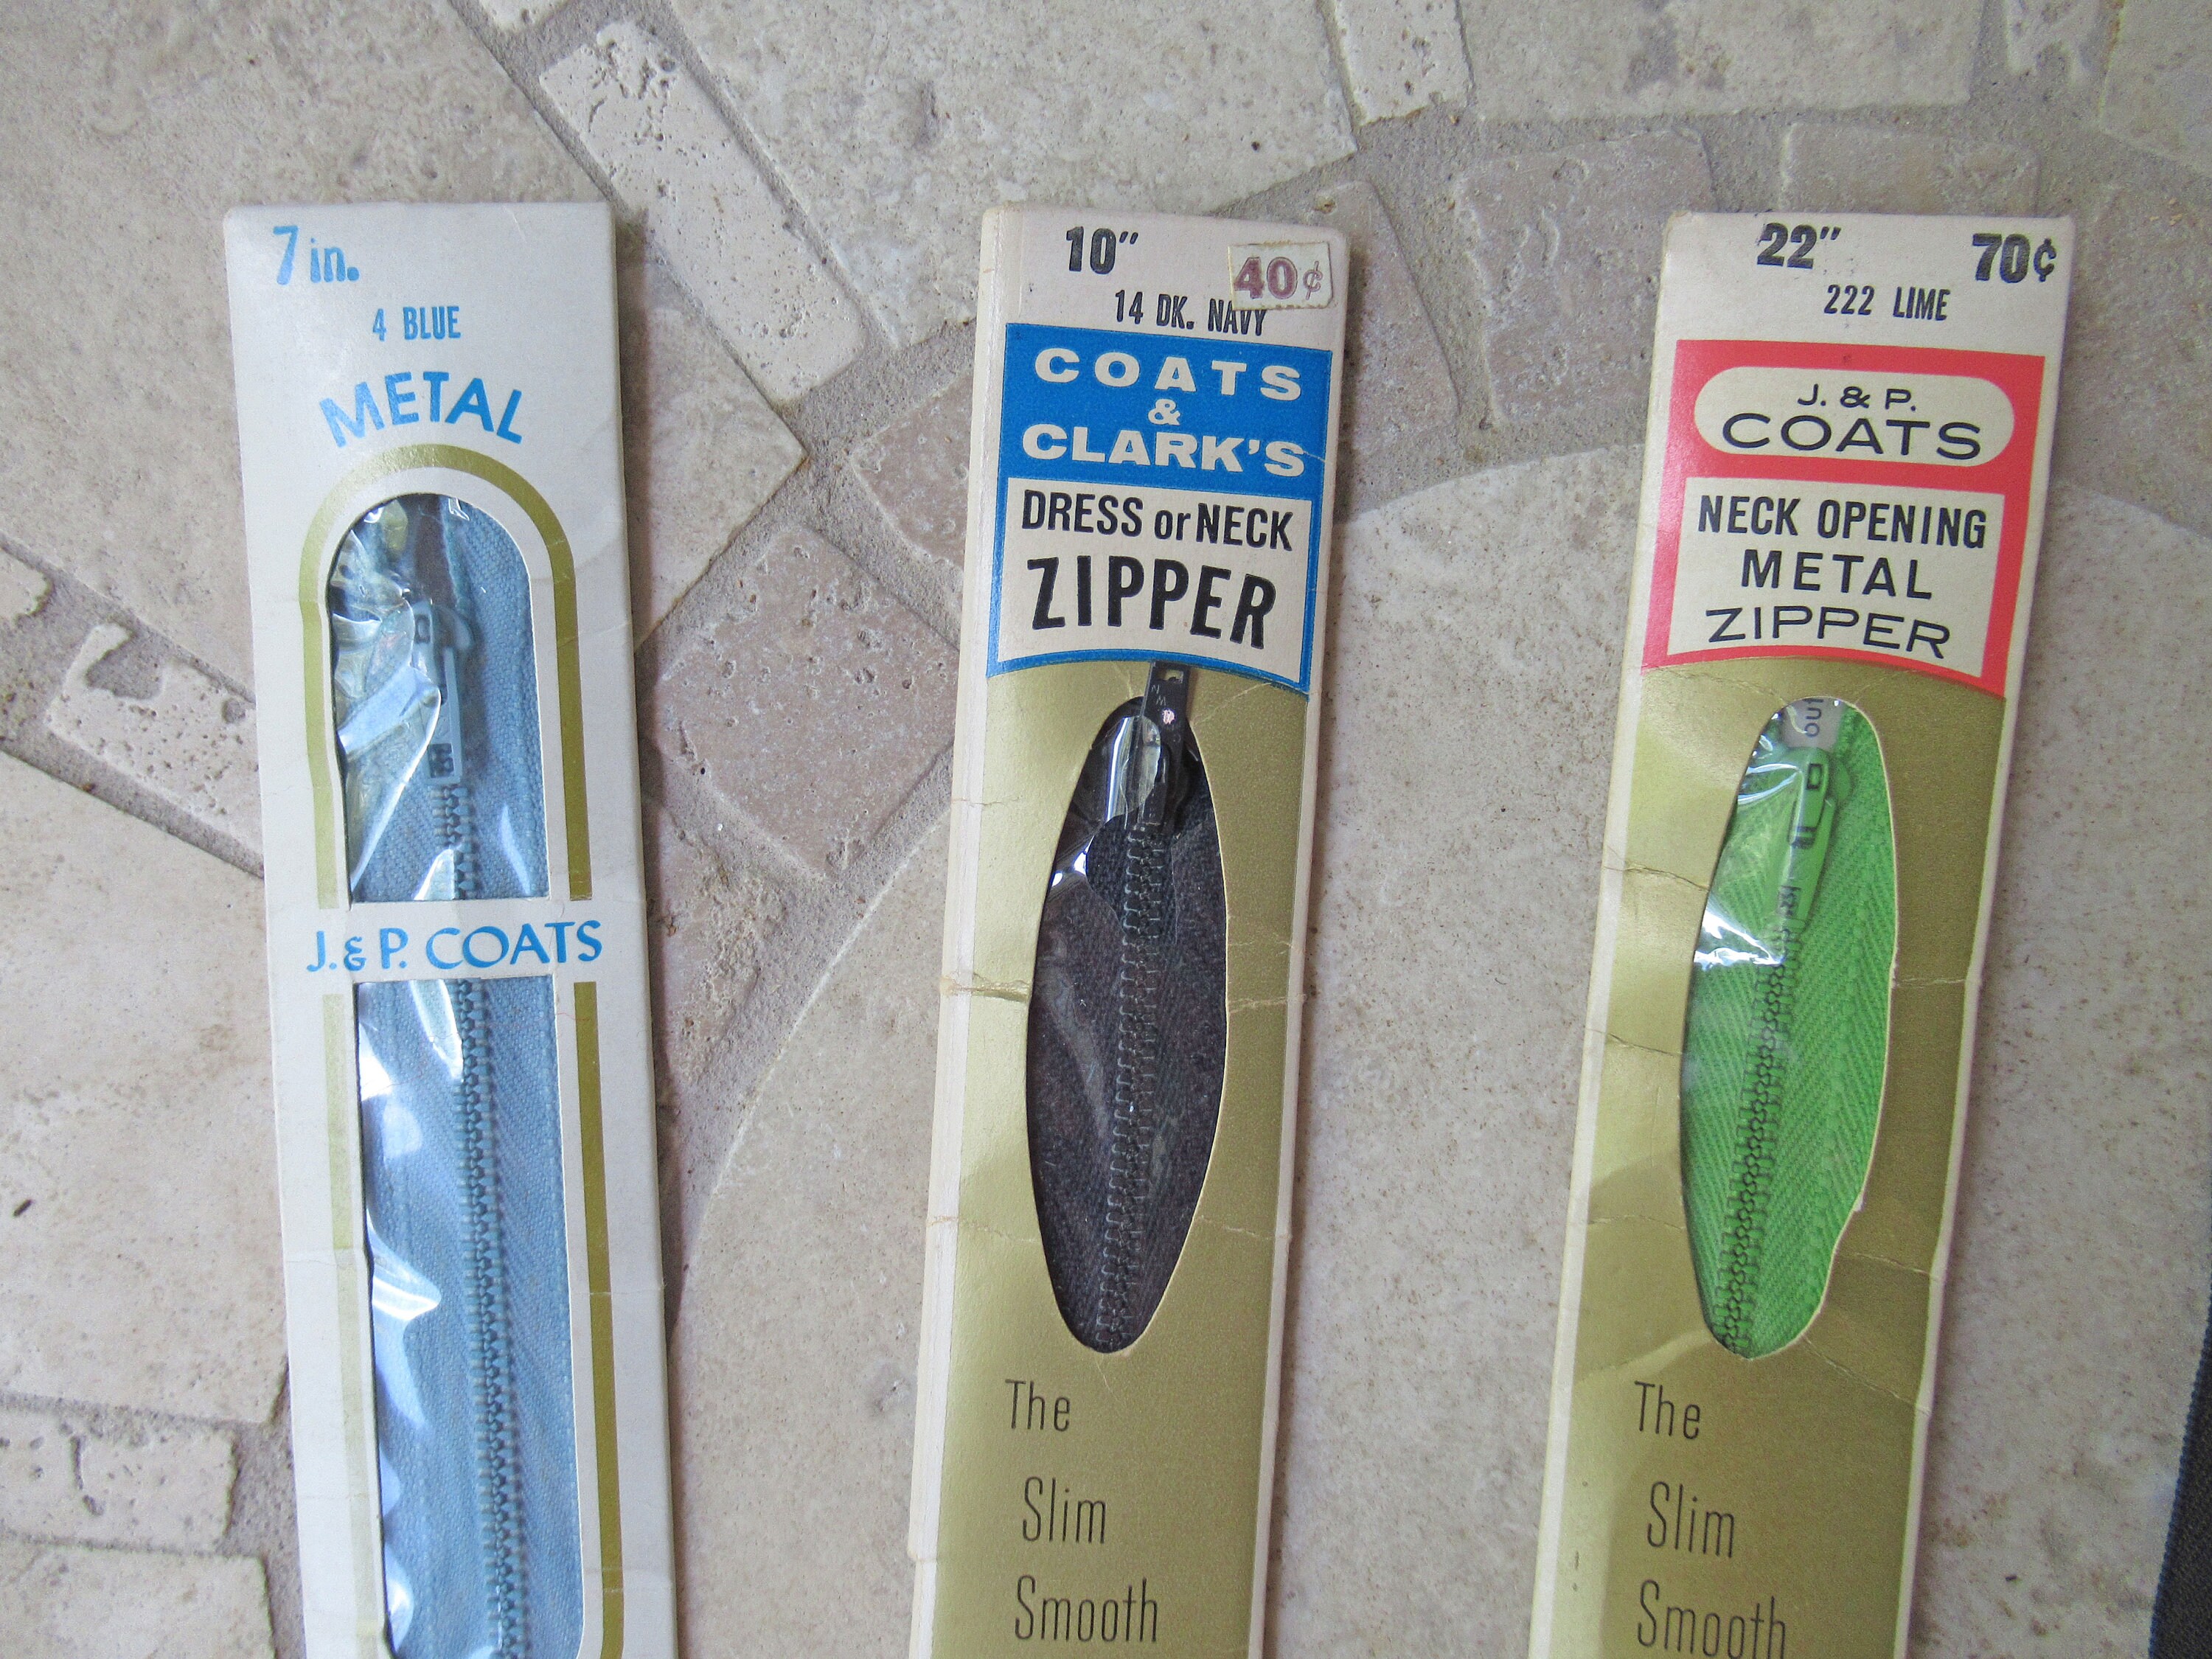 7 in.
4 BLUE
METAL
J. & P. COATS
10"
40¢
14 DK. NAVY
COATS
&
CLARK'S
DRESS or NECK
ZIPPER
The
Slim
Smooth
22" 70¢
222 LIME
J. & P.
COATS
NECK OPENING
METAL
ZIPPER
The
Slim
Smooth